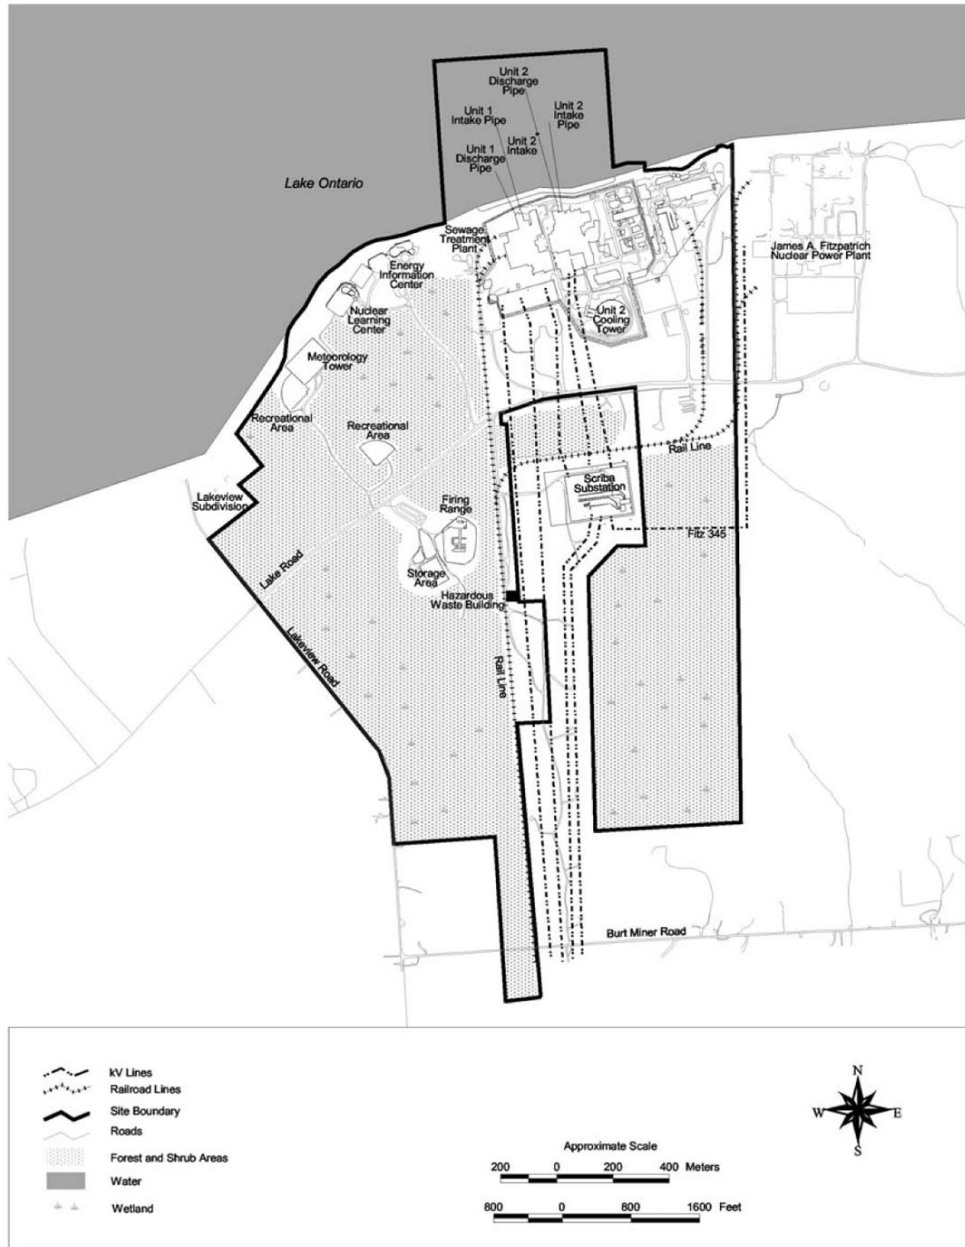 Unit 2
Discharge
Pipe
Unit 1
Intake Pipe
Unit 2
Intake
Pipe
Unit 2
Intake
Unit 1
Discharge
Pipe
Lake Ontario
Sewage
Treatment
Plant
James A. Fitzpatrich
Nuclear Power Plant
Energy
Information
Center
Nuclear
Learning
Center
Unit 2
Cooling
Tower
Meteorology
Tower
Recreational
Area
Recreational
Area
Rail Line
Scriba
Substation
Lakeview
Subdivision
Firing
Range
Fitz 345
Lake Road
Storage
Area
Hazardous
Waste Building
Lakeview Road
Rail Line
Burt Miner Road
kV Lines
Railroad Lines
Site Boundary
Roads
Forest and Shrub Areas
Water
Wetland
Approximate Scale
200 0 200 400 Meters
800 0 800 1600 Feet
N
W E
S